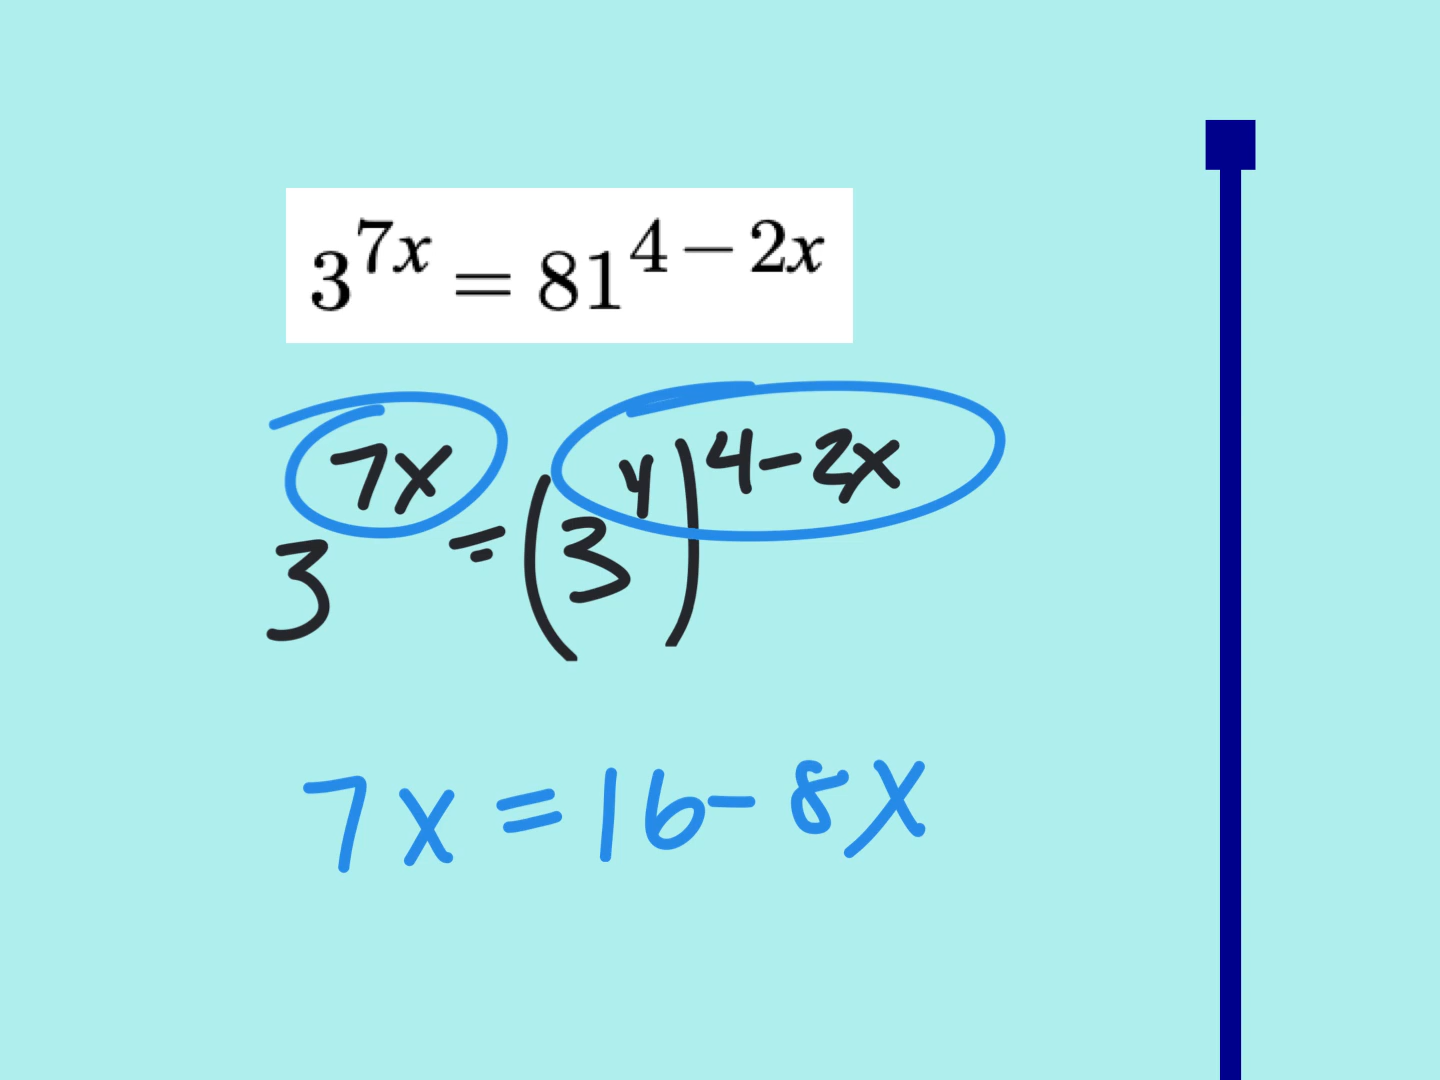 3^{7x} = 81^{4-2x}
3^{7x} = (3^4)^{4-2x}
7x = 16 - 8x